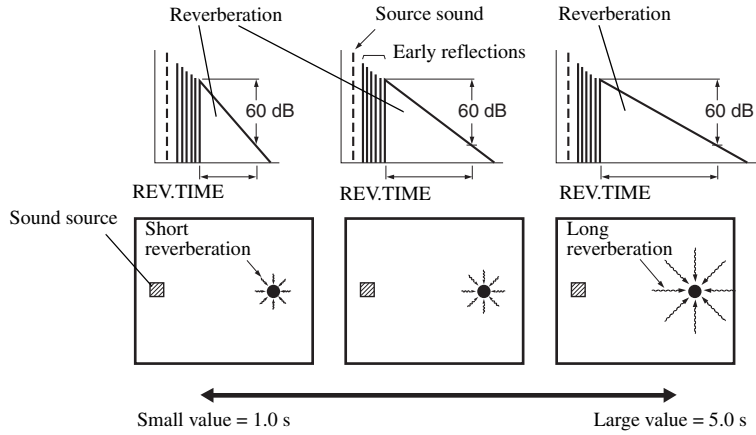 Reverberation
Source sound
Reverberation
Early reflections
60 dB
60 dB
60 dB
REV.TIME
REV.TIME
REV.TIME
Sound source
Short
reverberation
Long
reverberation
Small value = 1.0 s
Large value = 5.0 s